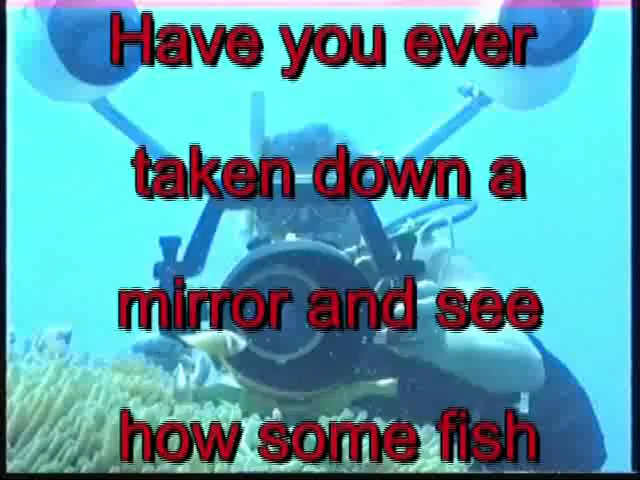 Have you ever
taken down a
mirror and see
how some fish